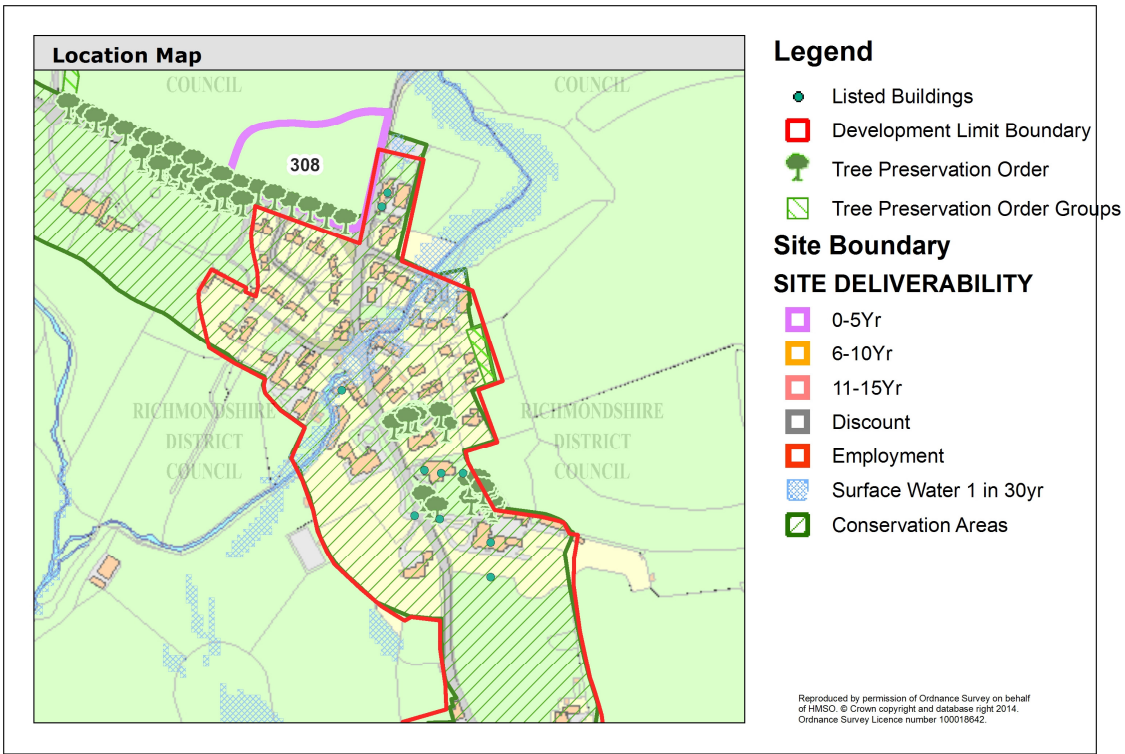 Location Map
COUNCIL
COUNCIL
308
RICHMONDSHIRE
DISTRICT
COUNCIL
RICHMONDSHIRE
DISTRICT
COUNCIL
Legend
Listed Buildings
Development Limit Boundary
Tree Preservation Order
Tree Preservation Order Groups
Site Boundary
SITE DELIVERABILITY
0-5Yr
6-10Yr
11-15Yr
Discount
Employment
Surface Water 1 in 30yr
Conservation Areas
Reproduced by permission of Ordnance Survey on behalf
of HMSO. © Crown copyright and database right 2014.
Ordnance Survey Licence number 100018642.